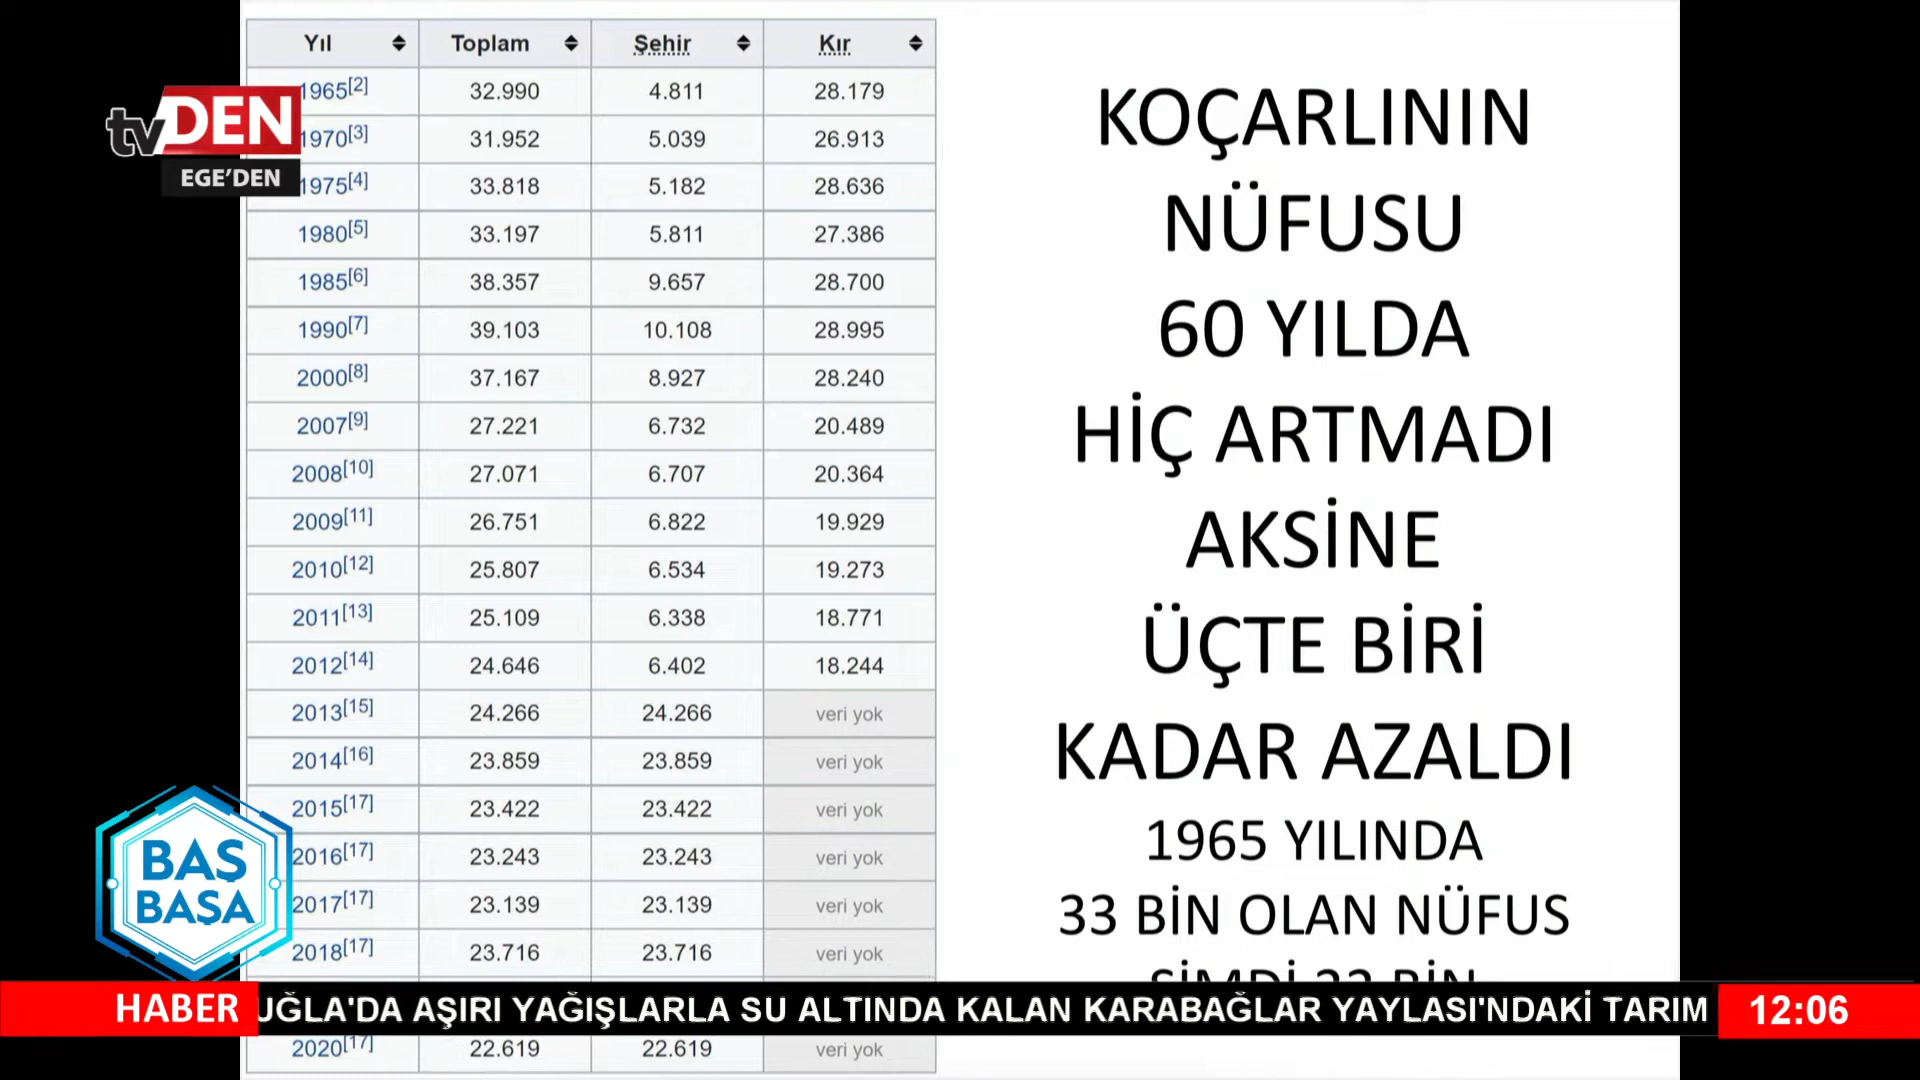 Yıl Toplam Şehir Kır
1965[2] 32.990 4.811 28.179
1970[3] 31.952 5.039 26.913
1975[4] 33.818 5.182 28.636
1980[5] 33.197 5.811 27.386
1985[6] 38.357 9.657 28.700
1990[7] 39.103 10.108 28.995
2000[8] 37.167 8.927 28.240
2007[9] 27.221 6.732 20.489
2008[10] 27.071 6.707 20.364
2009[11] 26.751 6.822 19.929
2010[12] 25.807 6.534 19.273
2011[13] 25.109 6.338 18.771
2012[14] 24.646 6.402 18.244
2013[15] 24.266 24.266 veri yok
2014[16] 23.859 23.859 veri yok
2015[17] 23.422 23.422 veri yok
2016[17] 23.243 23.243 veri yok
2017[17] 23.139 23.139 veri yok
2018[17] 23.716 23.716 veri yok
2020[17] 22.619 22.619 veri yok
KOÇARLININ
NÜFUSU
60 YILDA
HİÇ ARTMADI
AKSİNE
ÜÇTE BİRİ
KADAR AZALDI
1965 YILINDA
33 BİN OLAN NÜFUS
tvDEN
EGE'DEN
BAŞ
BAŞA
HABER
UĞLA'DA AŞIRI YAĞIŞLARLA SU ALTINDA KALAN KARABAĞLAR YAYLASI'NDAKİ TARIM
12:06